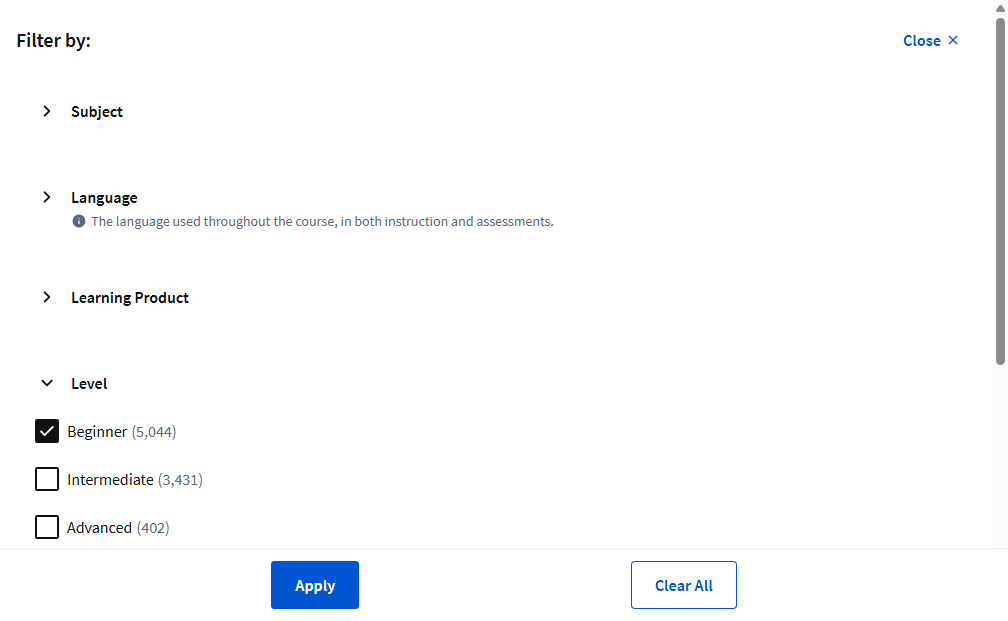 Filter by:
Close ×
Subject
Language
The language used throughout the course, in both instruction and assessments.
Learning Product
Level
Beginner (5,044)
Intermediate (3,431)
Advanced (402)
Apply
Clear All